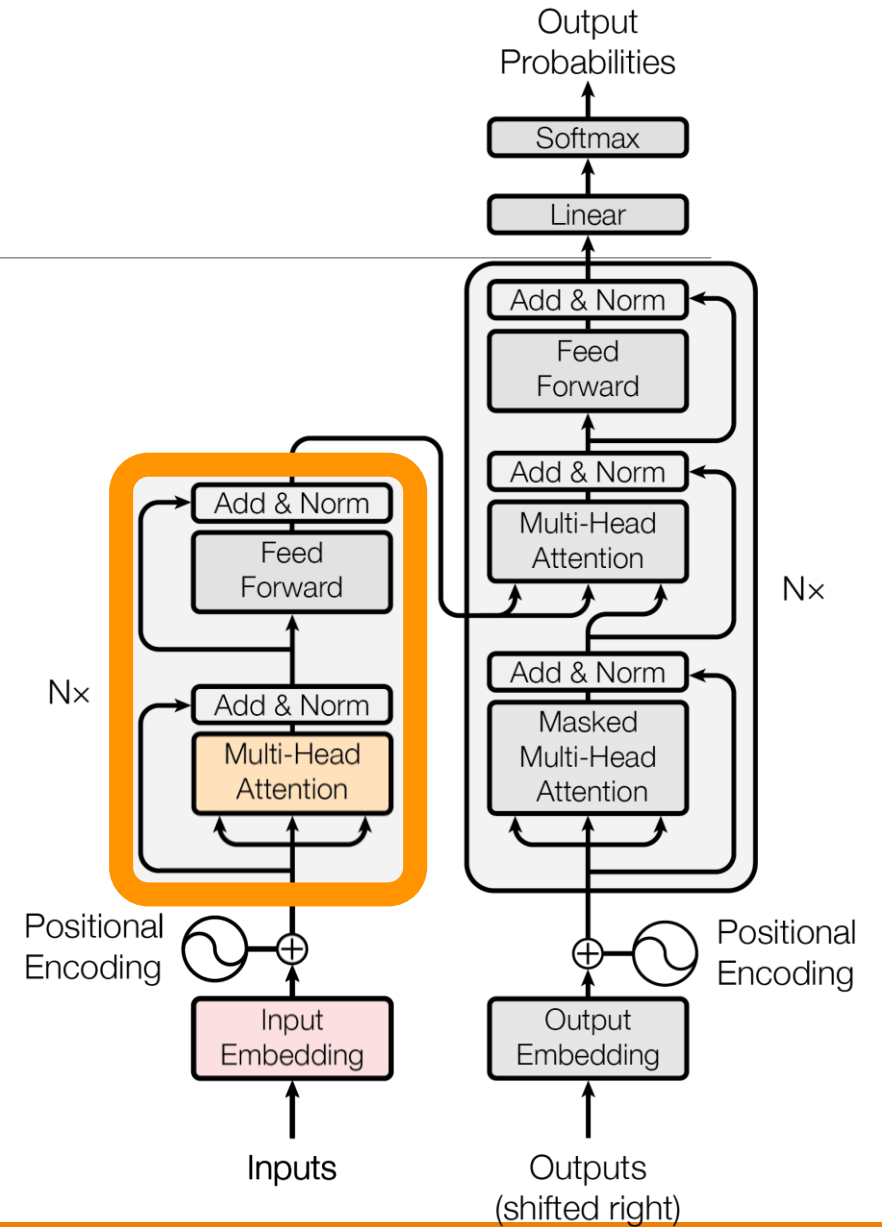 Output
Probabilities
Softmax
Linear
Add & Norm
Feed
Forward
Add & Norm
Multi-Head
Attention
Nx
Add & Norm
Masked
Multi-Head
Attention
Positional
Encoding
Output
Embedding
Outputs
(shifted right)
Add & Norm
Feed
Forward
Nx
Add & Norm
Multi-Head
Attention
Positional
Encoding
Input
Embedding
Inputs